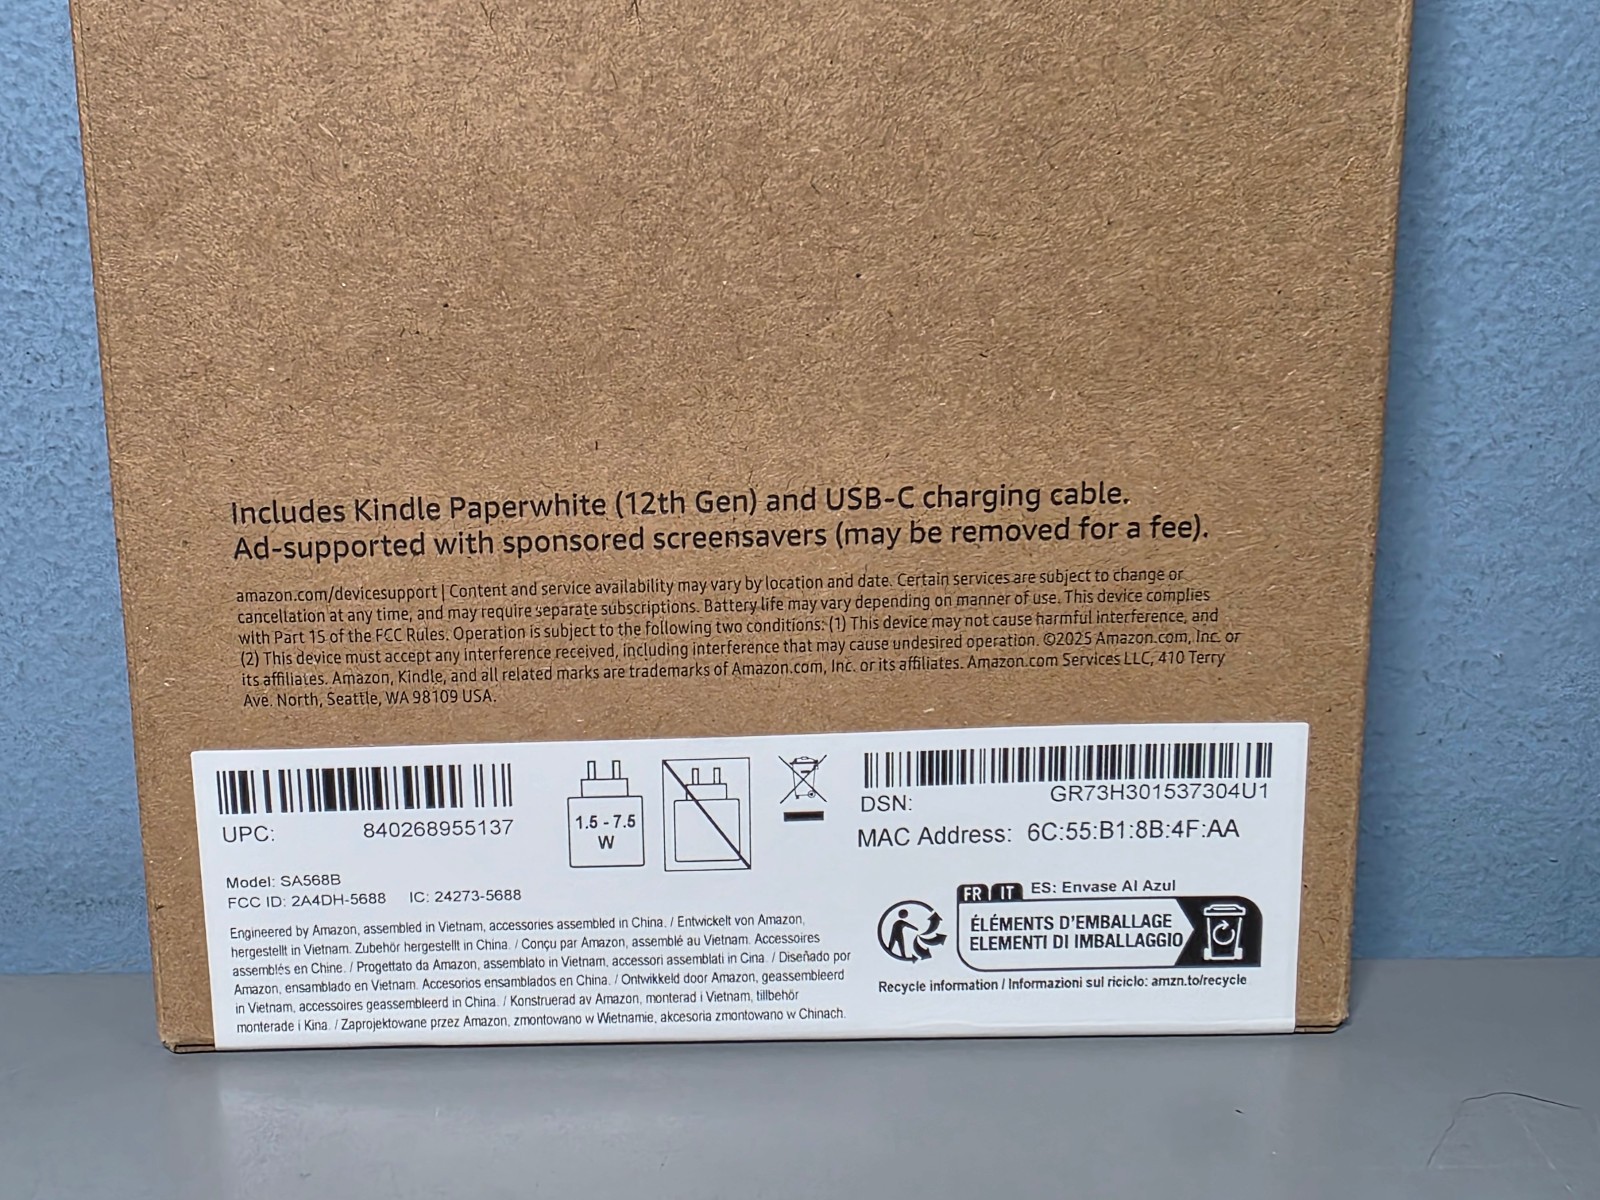 Includes Kindle Paperwhite (12th Gen) and USB-C charging cable.
Ad-supported with sponsored screensavers (may be removed for a fee).
amazon.com/devicesupport | Content and service availability may vary by location and date. Certain services are subject to change or
cancellation at any time, and may require separate subscriptions. Battery life may vary depending on manner of use. This device complies
with Part 15 of the FCC Rules. Operation is subject to the following two conditions: (1) This device may not cause harmful interference, and
(2) This device must accept any interference received, including interference that may cause undesired operation. ©2025 Amazon.com, Inc. or
its affiliates. Amazon, Kindle, and all related marks are trademarks of Amazon.com, Inc. or its affiliates. Amazon.com Services LLC, 410 Terry
Ave. North, Seattle, WA 98109 USA.
UPC: 840268955137
1.5 - 7.5
W
DSN: GR73H301537304U1
MAC Address: 6C:55:B1:8B:4F:AA
Model: SA568B
FCC ID: 2A4DH-5688 IC: 24273-5688
Engineered by Amazon, assembled in Vietnam, accessories assembled in China. / Entwickelt von Amazon,
hergestellt in Vietnam. Zubehör hergestellt in China. / Conçu par Amazon, assemblé au Vietnam. Accessoires
assemblés en Chine. / Progettato da Amazon, assemblato in Vietnam, accessori assemblati in Cina. / Diseñado por
Amazon, ensamblado en Vietnam. Accesorios ensamblados en China. / Ontwikkeld door Amazon, geassembleerd
in Vietnam, accessoires geassembleerd in China. / Konstruerad av Amazon, monterad i Vietnam, tillbehör
monterade i Kina. / Zaprojektowane przez Amazon, zmontowano w Wietnamie, akcesoria zmontowano w Chinach.
FR IT ES: Envase Al Azul
ÉLÉMENTS D'EMBALLAGE
ELEMENTI DI IMBALLAGGIO
Recycle information / Informazioni sul riciclo: amzn.to/recycle